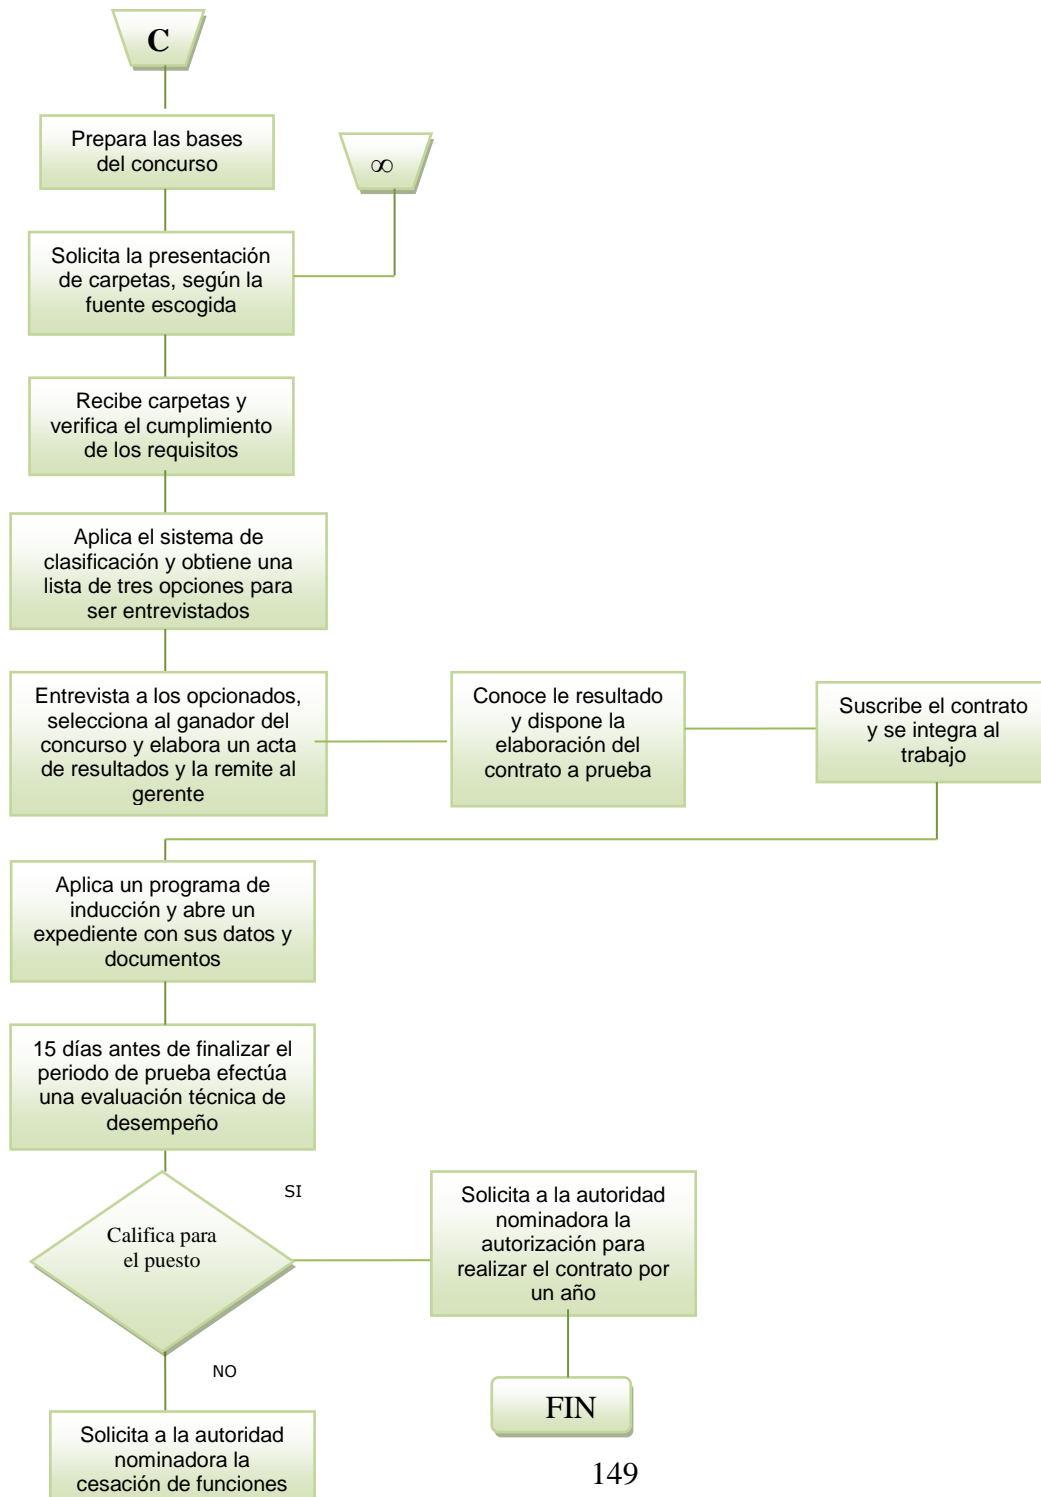 C
Prepara las bases
del concurso
∞
Solicita la presentación
de carpetas, según la
fuente escogida
Recibe carpetas y
verifica el cumplimiento
de los requisitos
Aplica el sistema de
clasificación y obtiene una
lista de tres opciones para
ser entrevistados
Entrevista a los opcionados,
selecciona al ganador del
concurso y elabora un acta
de resultados y la remite al
gerente
Conoce le resultado
y dispone la
elaboración del
contrato a prueba
Suscribe el contrato
y se integra al
trabajo
Aplica un programa de
inducción y abre un
expediente con sus datos y
documentos
15 días antes de finalizar el
periodo de prueba efectúa
una evaluación técnica de
desempeño
Califica para
el puesto
SI
Solicita a la autoridad
nominadora la
autorización para
realizar el contrato por
un año
NO
FIN
Solicita a la autoridad
nominadora la
cesación de funciones
149